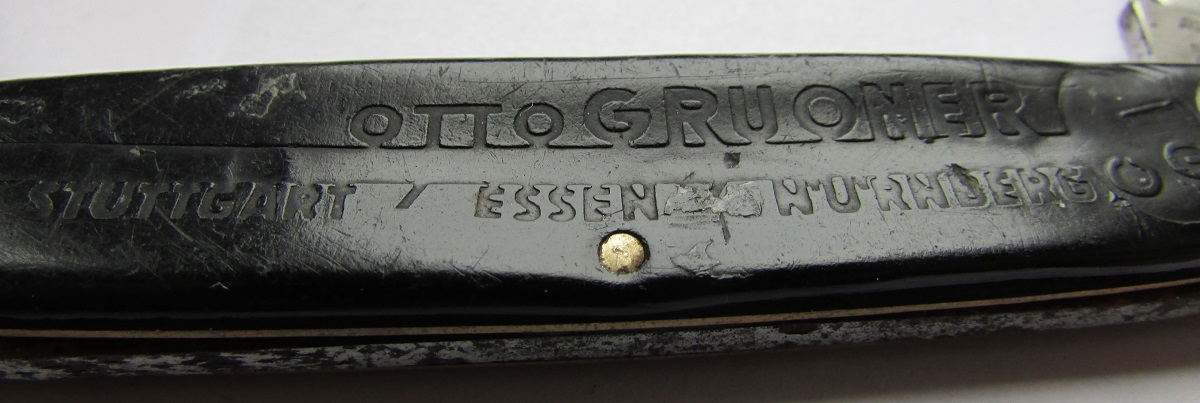 OTTO GRUONER
STUTTGART / ESSEN / NÜRNBERG